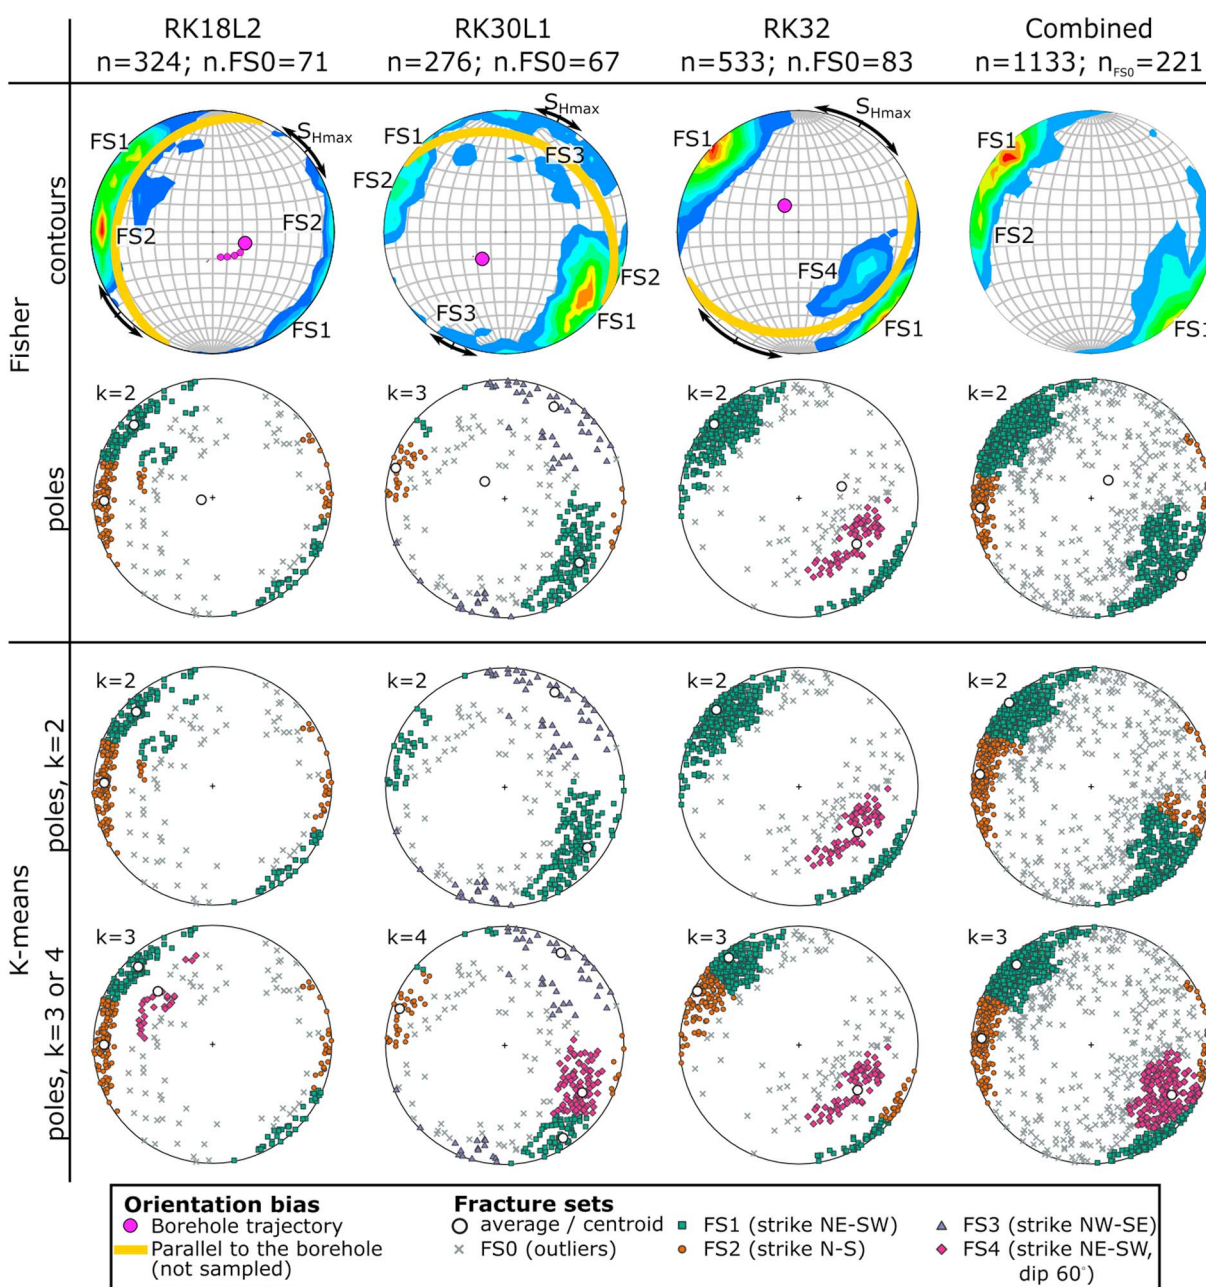 RK18L2
n=324; n.FS0=71
RK30L1
n=276; n.FS0=67
RK32
n=533; n.FS0=83
Combined
n=1133; n_FS0=221
Fisher
contours
FS1
S_Hmax
FS2
FS2
FS1
S_Hmax
FS3
FS2
FS2
FS3
FS1
S_Hmax
FS1
FS4
FS1
FS1
FS2
FS1
poles
k=2
k=3
k=2
k=2
K-means
poles, k=2
k=2
k=2
k=2
k=2
poles, k=3 or 4
k=3
k=4
k=3
k=3
Orientation bias
Borehole trajectory
Parallel to the borehole
(not sampled)
Fracture sets
average / centroid
FS0 (outliers)
FS1 (strike NE-SW)
FS2 (strike N-S)
FS3 (strike NW-SE)
FS4 (strike NE-SW,
dip 60°)